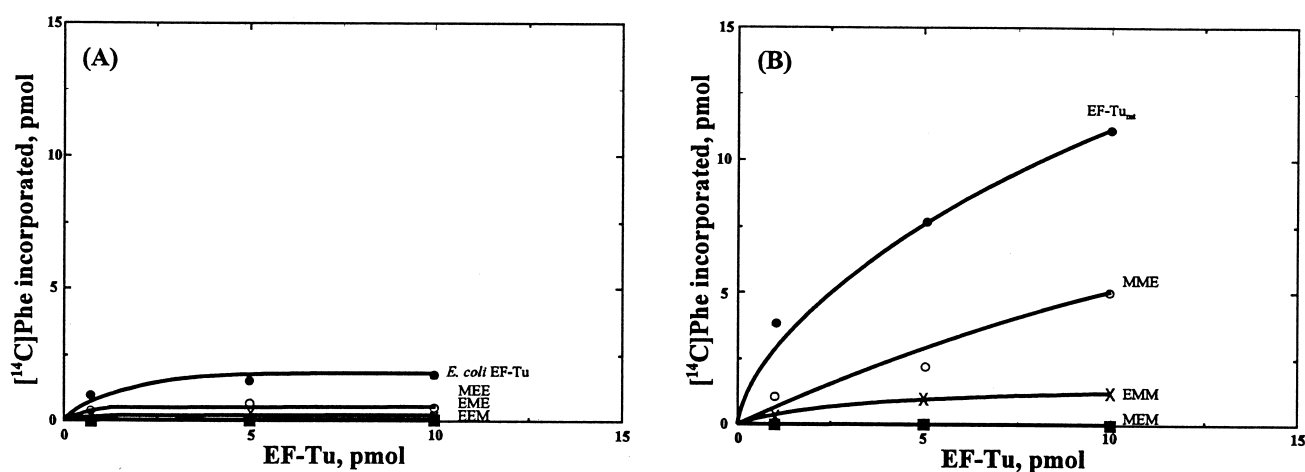 (A)
[¹⁴C]Phe incorporated, pmol
15
10
5
0
E. coli EF-Tu
MEE
EME
EEM
0 5 10 15
EF-Tu, pmol
(B)
[¹⁴C]Phe incorporated, pmol
15
10
5
0
EF-Tu
MME
EMM
MEM
0 5 10 15
EF-Tu, pmol